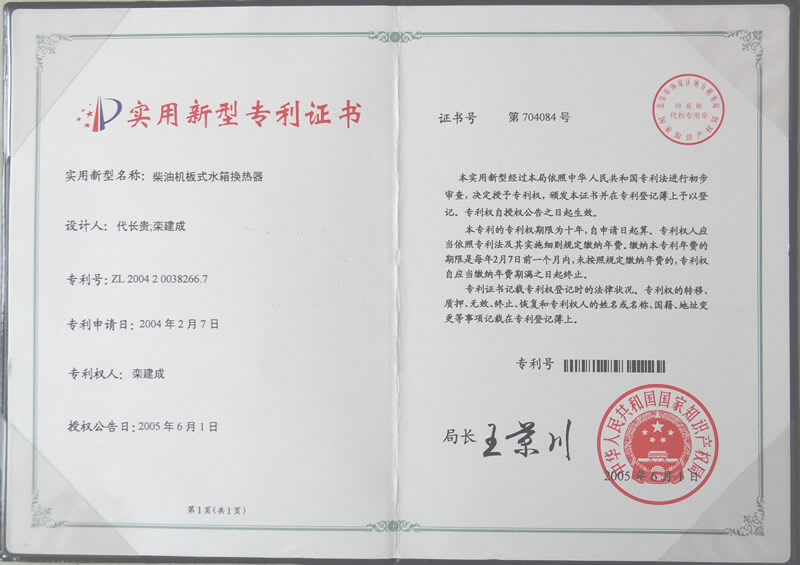 实用新型专利证书
实用新型名称：柴油机板式水箱换热器
设计人：代长贵;栾建成
专利号：ZL 2004 2 0038266.7
专利申请日：2004 年 2 月 7 日
专利权人：栾建成
授权公告日：2005 年 6 月 1 日
第 1 页(共 1 页)
证书号 第 704084 号
印花税
代扣专用章
本实用新型经过本局依照中华人民共和国专利法进行初步
审查，决定授予专利权，颁发本证书并在专利登记簿上予以登
记。专利权自授权公告之日起生效。
本专利的专利权期限为十年，自申请日起算。专利权人应
当依照专利法及其实施细则规定缴纳年费。缴纳本专利年费的
期限是每年2月7日前一个月内，未按照规定缴纳年费的，专利权
自应当缴纳年费期满之日起终止。
专利证书记载专利权登记时的法律状况。专利权的转移、
质押、无效、终止、恢复和专利权人的姓名或名称、国籍、地址变
更等事项记载在专利登记簿上。
专利号
局长 王景川
中华人民共和国国家知识产权局
2005 年 6 月 1 日